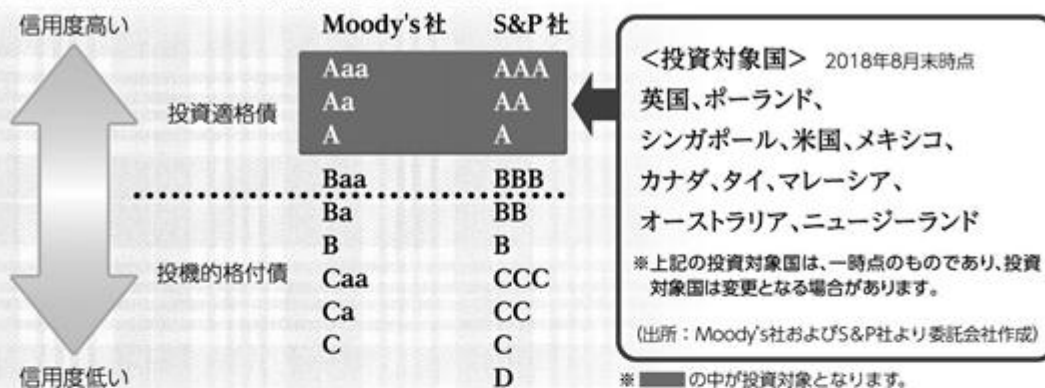 信用度高い
Moody's社 S&P社
Aaa AAA
Aa AA
A A
投資適格債
Baa BBB
Ba BB
B B
投機的格付債
Caa CCC
Ca CC
C C
D
信用度低い
<投資対象国> 2018年8月末時点
英国、ポーランド、
シンガポール、米国、メキシコ、
カナダ、タイ、マレーシア、
オーストラリア、ニュージーランド
※上記の投資対象国は、一時点のものであり、投資
対象国は変更となる場合があります。
(出所:Moody's社およびS&P社より委託会社作成)
※ の中が投資対象となります。